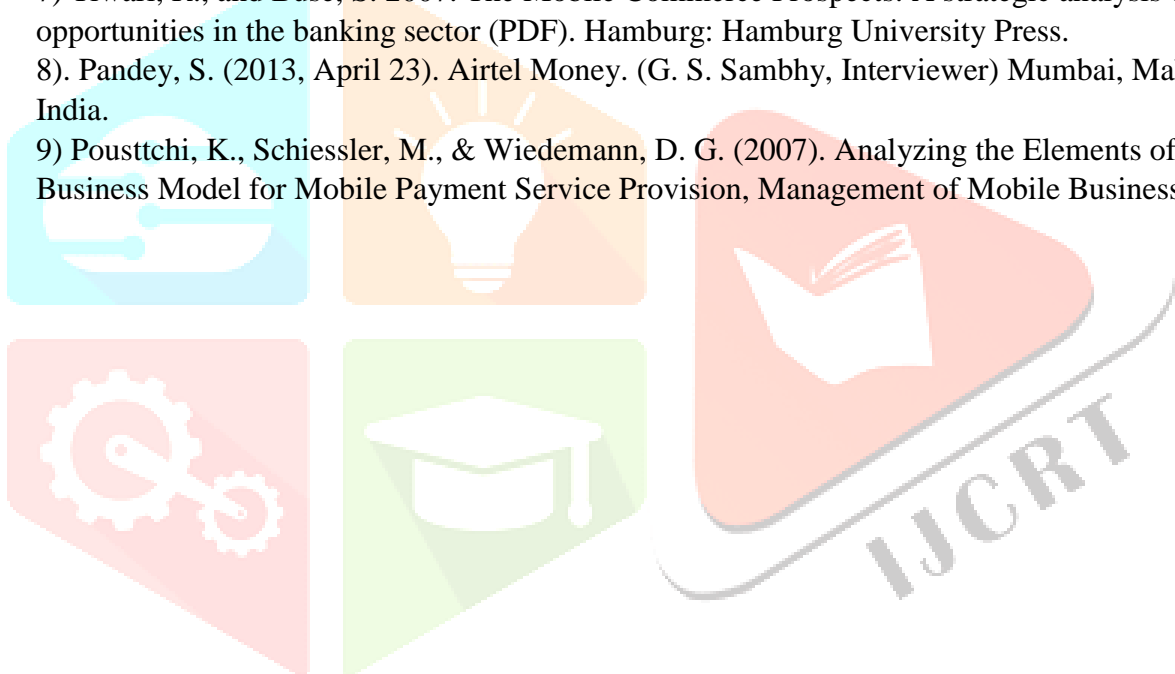 opportunities in the banking sector (PDF). Hamburg: Hamburg University Press.
8). Pandey, S. (2013, April 23). Airtel Money. (G. S. Sambhy, Interviewer) Mumbai,
India.
9) Pousttchi, K., Schiessler, M., & Wiedemann, D. G. (2007). Analyzing the Elements of
Business Model for Mobile Payment Service Provision, Management of Mobile Business
IJCRT